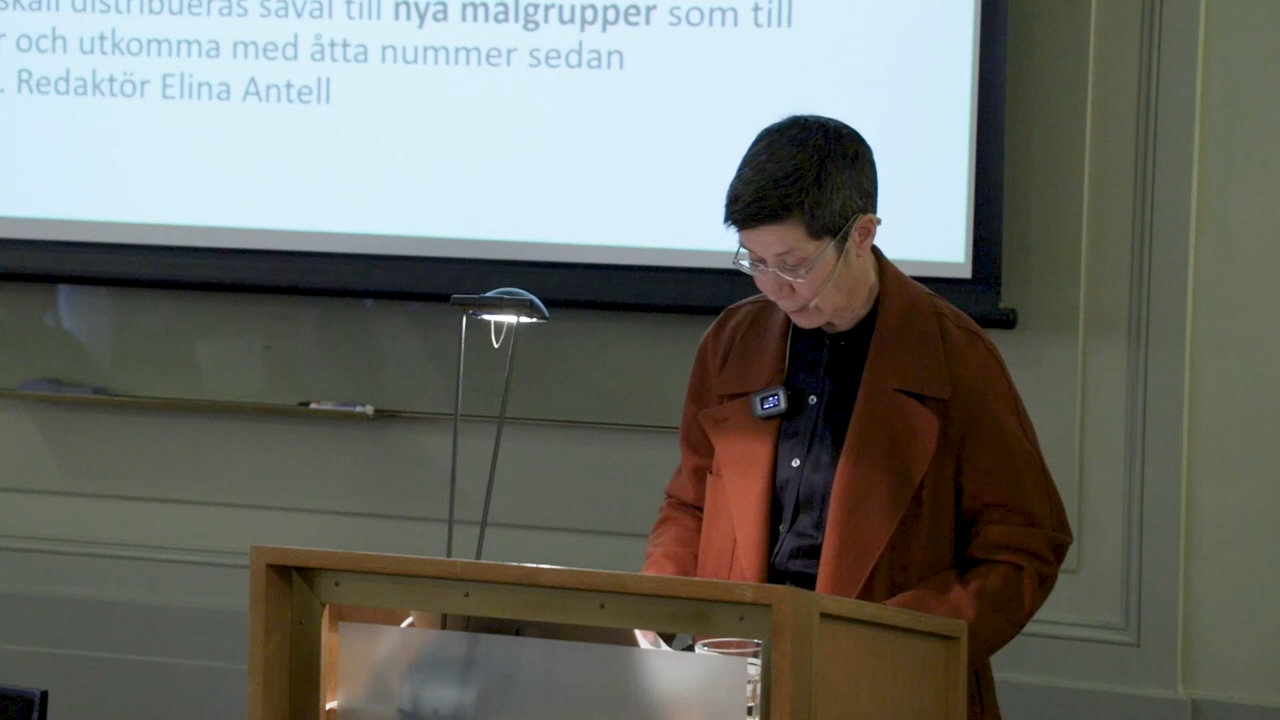 skall distribueras såväl till nya målgrupper som till
r och utkomma med åtta nummer sedan
. Redaktör Elina Antell